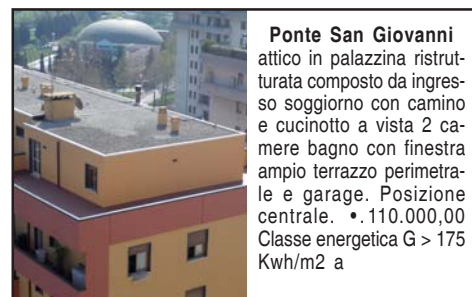 Ponte San Giovanni
attico in palazzina ristrut-
turata composto da ingres-
so soggiorno con camino
e cucinotto a vista 2 ca-
mere bagno con finestra
ampio terrazzo perimetra-
le e garage. Posizione
centrale. •.110.000,00
Classe energetica G > 175
Kwh/m2 a